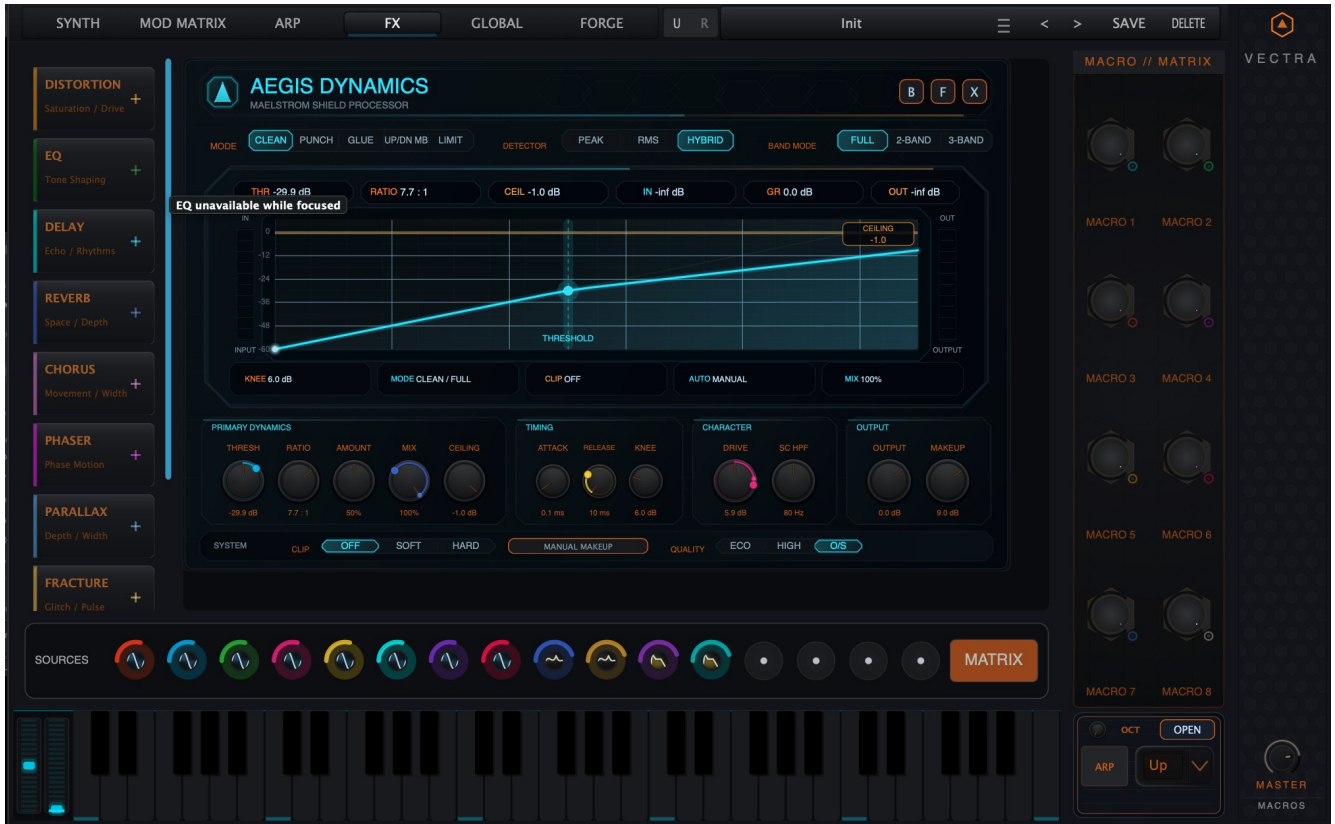 SYNTH MOD MATRIX ARP FX GLOBAL FORGE U R Init SAVE DELETE
VECTRA
MACRO // MATRIX
DISTORTION
Saturation / Drive
EQ
Tone Shaping
EQ unavailable while focused
DELAY
Echo / Rhythms
REVERB
Space / Depth
CHORUS
Movement / Width
PHASER
Phase Motion
PARALLAX
Depth / Width
FRACTURE
Glitch / Pulse
AEGIS DYNAMICS
MAELSTROM SHIELD PROCESSOR
B F X
MODE CLEAN PUNCH GLUE UP/DN MB LIMIT DETECTOR PEAK RMS HYBRID BAND MODE FULL 2-BAND 3-BAND
THR -29.9 dB RATIO 7.7 : 1 CEIL -1.0 dB IN -inf dB GR 0.0 dB OUT -inf dB
IN OUT
CEILING
-1.0
0
-12
-24
-36
-48
THRESHOLD
INPUT -60 OUTPUT
KNEE 6.0 dB MODE CLEAN / FULL CLIP OFF AUTO MANUAL MIX 100%
PRIMARY DYNAMICS TIMING CHARACTER OUTPUT
THRESH RATIO AMOUNT MIX CEILING ATTACK RELEASE KNEE DRIVE SC HPF OUTPUT MAKEUP
-29.9 dB 7.7 : 1 50% 100% -1.0 dB 0.1 ms 10 ms 6.0 dB 5.9 dB 80 Hz 0.0 dB 9.0 dB
SYSTEM CLIP OFF SOFT HARD MANUAL MAKEUP QUALITY ECO HIGH O/S
MACRO 1 MACRO 2
MACRO 3 MACRO 4
MACRO 5 MACRO 6
MACRO 7 MACRO 8
SOURCES MATRIX
OCT OPEN
ARP Up
MASTER
MACROS